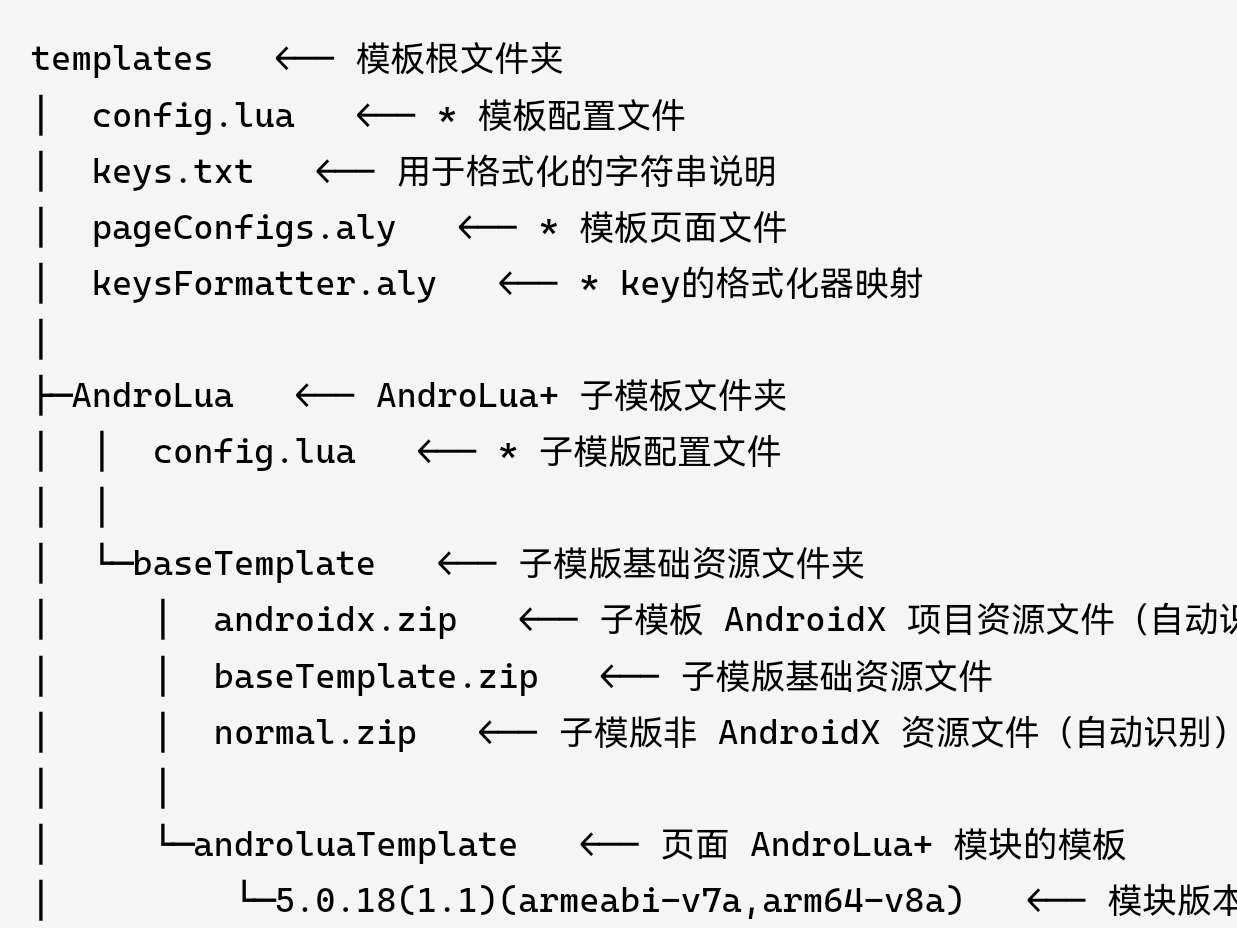 templates   <── 模板根文件夹
│  config.lua   <── * 模板配置文件
│  keys.txt   <── 用于格式化的字符串说明
│  pageConfigs.aly   <── * 模板页面文件
│  keysFormatter.aly   <── * key的格式化器映射
│
├─AndroLua   <── AndroLua+ 子模板文件夹
│  │  config.lua   <── * 子模版配置文件
│  │
│  └─baseTemplate   <── 子模版基础资源文件夹
│     │  androidx.zip   <── 子模板 AndroidX 项目资源文件（自动识
│     │  baseTemplate.zip   <── 子模版基础资源文件
│     │  normal.zip   <── 子模版非 AndroidX 资源文件（自动识别）
│     │
│     └─androluaTemplate   <── 页面 AndroLua+ 模块的模板
│         └─5.0.18(1.1)(armeabi-v7a,arm64-v8a)   <── 模块版本